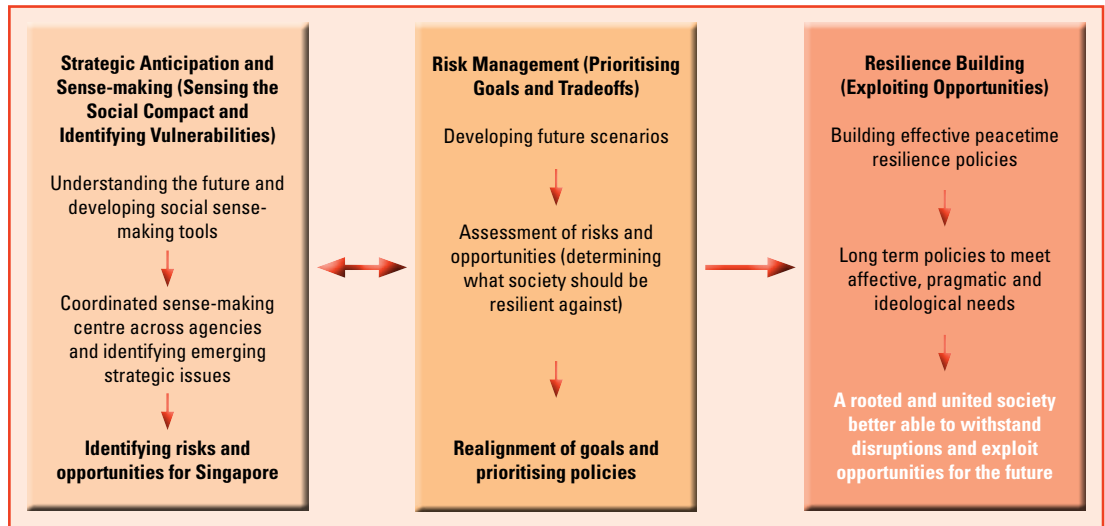 Strategic Anticipation and
Sense-making (Sensing the
Social Compact and
Identifying Vulnerabilities)
Understanding the future and
developing social sense-
making tools
Coordinated sense-making
centre across agencies
and identifying emerging
strategic issues
Identifying risks and
opportunities for Singapore
Risk Management (Prioritising
Goals and Tradeoffs)
Developing future scenarios
Assessment of risks and
opportunities (determining
what society should be
resilient against)
Realignment of goals and
prioritising policies
Resilience Building
(Exploiting Opportunities)
Building effective peacetime
resilience policies
Long term policies to meet
affective, pragmatic and
ideological needs
A rooted and united society
better able to withstand
disruptions and exploit
opportunities for the future